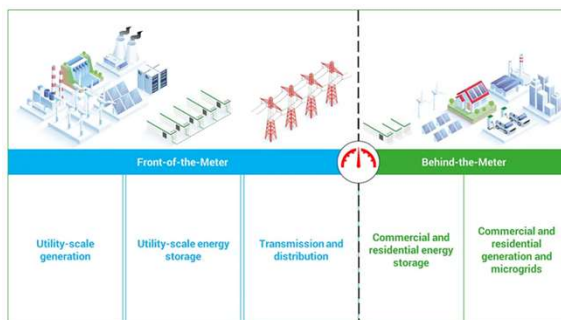 Front-of-the-Meter
Behind-the-Meter
Utility-scale
generation
Utility-scale energy
storage
Transmission and
distribution
Commercial and
residential energy
storage
Commercial and
residential
generation and
microgrids